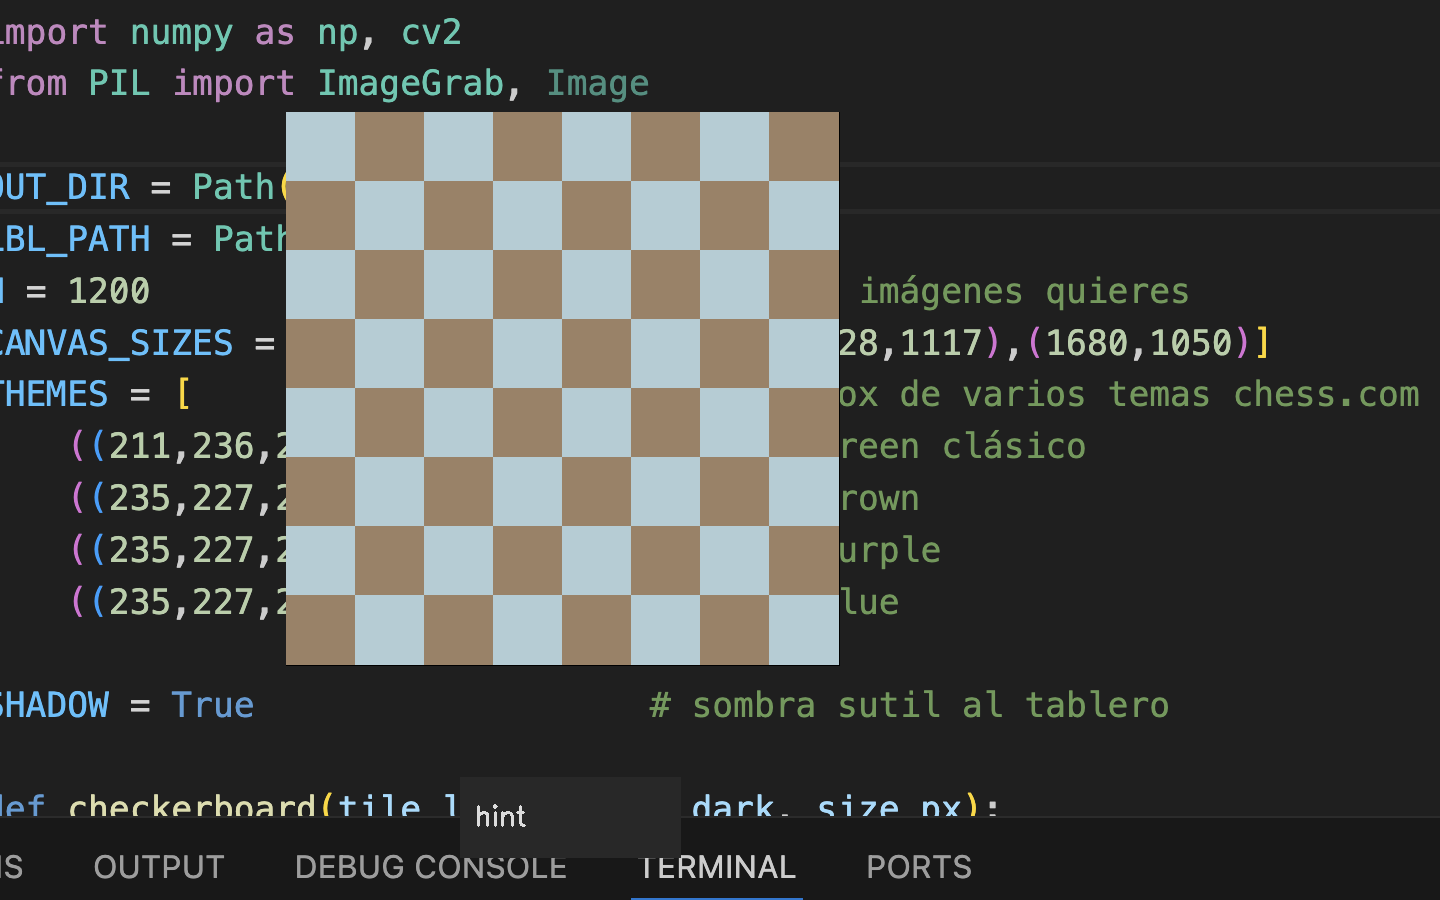 import numpy as np, cv2
from PIL import ImageGrab, Image
OUT_DIR = Path(
LBL_PATH = Path
= 1200 imágenes quieres
CANVAS_SIZES = 28,1117),(1680,1050)]
THEMES = [ ox de varios temas chess.com
((211,236,2 reen clásico
((235,227,2 rown
((235,227,2 urple
((235,227,2 lue
SHADOW = True # sombra sutil al tablero
def checkerboard(tile_l dark, size_px):
hint
OUTPUT DEBUG CONSOLE TERMINAL PORTS